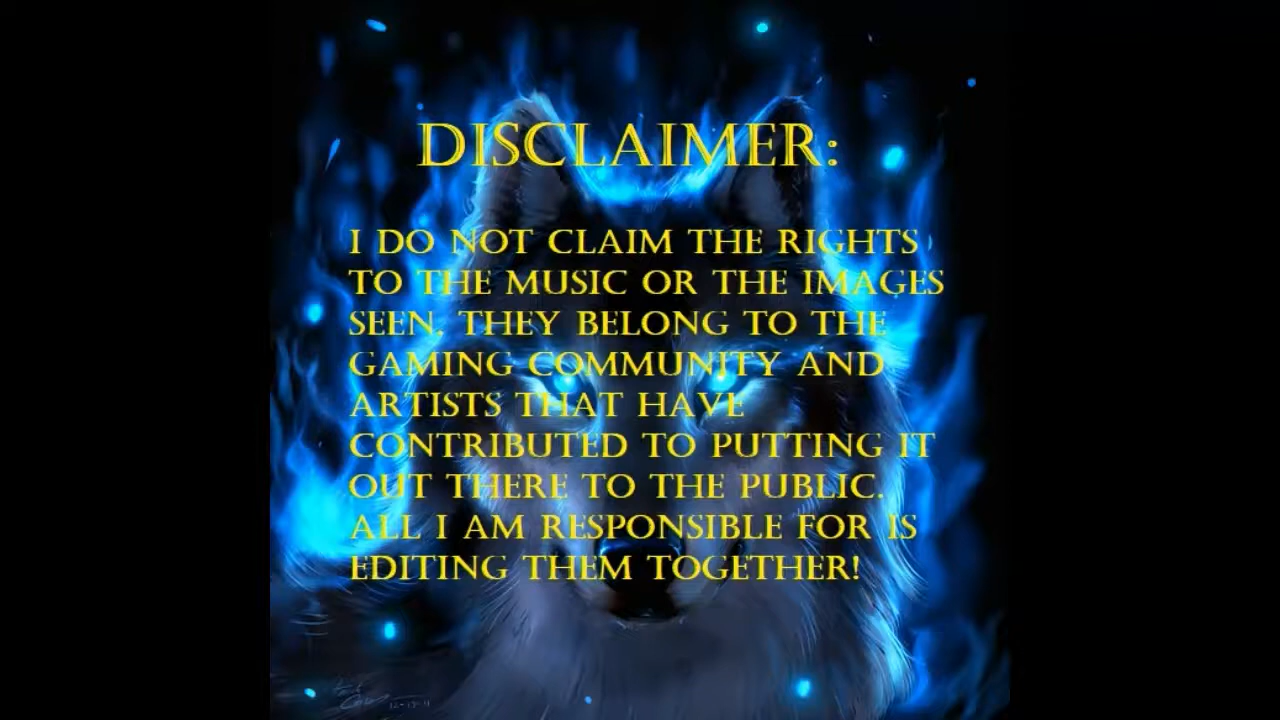 DISCLAIMER:
I DO NOT CLAIM THE RIGHTS
TO THE MUSIC OR THE IMAGES
SEEN. THEY BELONG TO THE
GAMING COMMUNITY AND
ARTISTS THAT HAVE
CONTRIBUTED TO PUTTING IT
OUT THERE TO THE PUBLIC.
ALL I AM RESPONSIBLE FOR IS
EDITING THEM TOGETHER!